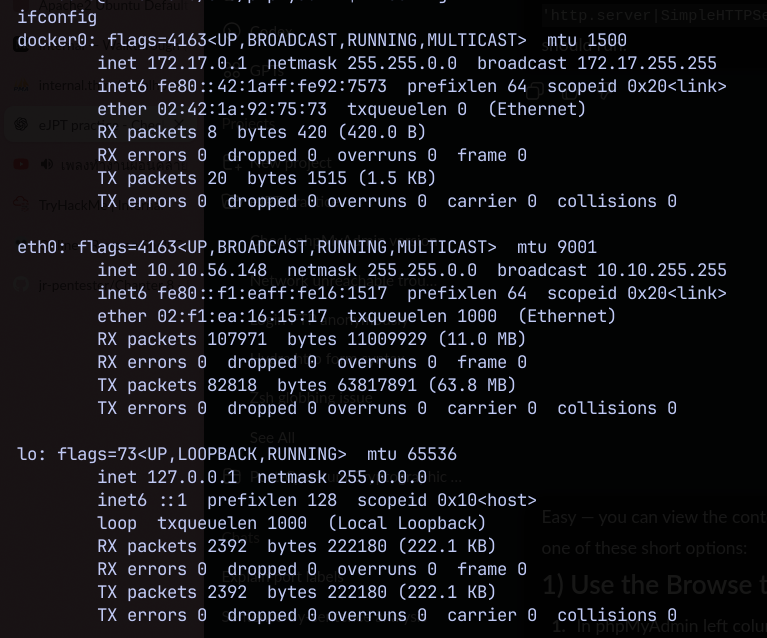 ifconfig
docker0: flags=4163<UP,BROADCAST,RUNNING,MULTICAST>  mtu 1500
        inet 172.17.0.1  netmask 255.255.0.0  broadcast 172.17.255.255
        inet6 fe80::42:1aff:fe92:7573  prefixlen 64  scopeid 0x20<link>
        ether 02:42:1a:92:75:73  txqueuelen 0  (Ethernet)
        RX packets 8  bytes 420 (420.0 B)
        RX errors 0  dropped 0  overruns 0  frame 0
        TX packets 20  bytes 1515 (1.5 KB)
        TX errors 0  dropped 0 overruns 0  carrier 0  collisions 0

eth0: flags=4163<UP,BROADCAST,RUNNING,MULTICAST>  mtu 9001
        inet 10.10.56.148  netmask 255.255.0.0  broadcast 10.10.255.255
        inet6 fe80::f1:eaff:fe16:1517  prefixlen 64  scopeid 0x20<link>
        ether 02:f1:ea:16:15:17  txqueuelen 1000  (Ethernet)
        RX packets 107971  bytes 11009929 (11.0 MB)
        RX errors 0  dropped 0  overruns 0  frame 0
        TX packets 82818  bytes 63817891 (63.8 MB)
        TX errors 0  dropped 0 overruns 0  carrier 0  collisions 0

lo: flags=73<UP,LOOPBACK,RUNNING>  mtu 65536
        inet 127.0.0.1  netmask 255.0.0.0
        inet6 ::1  prefixlen 128  scopeid 0x10<host>
        loop  txqueuelen 1000  (Local Loopback)
        RX packets 2392  bytes 222180 (222.1 KB)
        RX errors 0  dropped 0  overruns 0  frame 0
        TX packets 2392  bytes 222180 (222.1 KB)
        TX errors 0  dropped 0 overruns 0  carrier 0  collisions 0
Apache2 Ubuntu Defaul
eJPT
TryHackMe
Zsh globbing issue
See All
'http.server|SimpleHTTPSe
Easy — you can view the cont
one of these short options:
1) Use the Browse t
1. In phpMyAdmin left colu